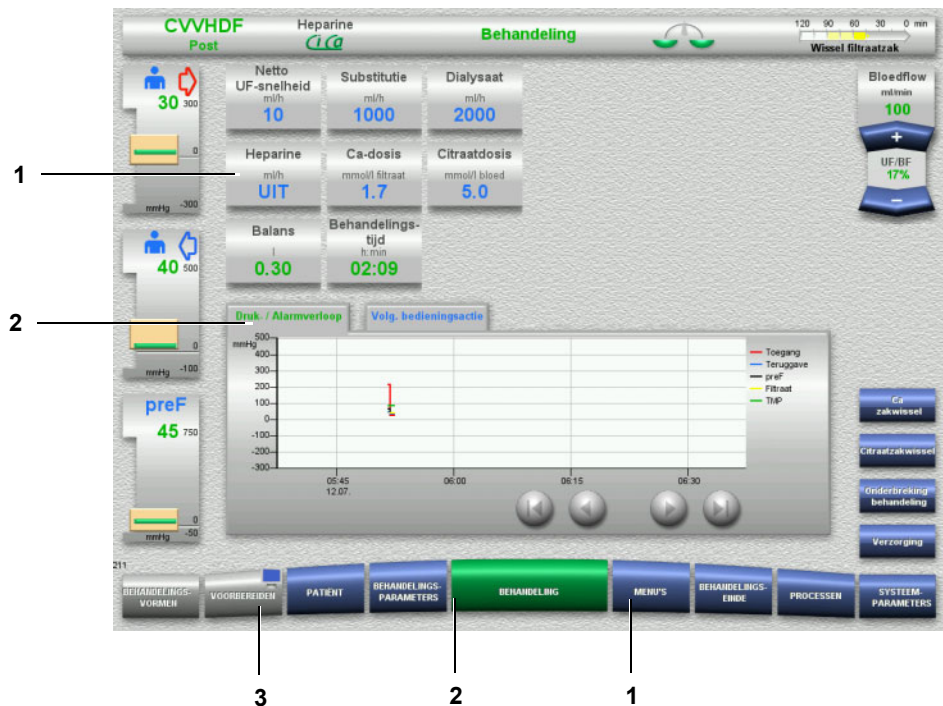 CVVHDF
Post
Heparine
CiCa
Behandeling
120 90 60 30 0 min
Wissel filtraatzak
30 300
0
mmHg -300
40 500
0
mmHg -100
preF
45 750
0
mmHg -50
Netto UF-snelheid
ml/h
10
Substitutie
ml/h
1000
Dialysaat
ml/h
2000
Heparine
ml/h
UIT
Ca-dosis
mmol/l filtraat
1.7
Citraatdosis
mmol/l bloed
5.0
Balans
l
0.30
Behandelings-
tijd
h:min
02:09
Bloedflow
ml/min
100
+
UF/BF
17%
−
1
2
Druk- / Alarmverloop
Volg. bedieningsactie
mmHg
500
400
300
200
100
0
-100
-200
-300
05:45
12.07.
06:00
06:15
06:30
Toegang
Teruggave
preF
Filtraat
TMP
Ca
zakwissel
Citraatzakwissel
Onderbreking
behandeling
Verzorging
211
BEHANDELINGS-
VORMEN
VOORBEREIDEN
PATIËNT
BEHANDELINGS-
PARAMETERS
BEHANDELING
MENU'S
BEHANDELINGS-
EINDE
PROCESSEN
SYSTEEM-
PARAMETERS
3
2
1